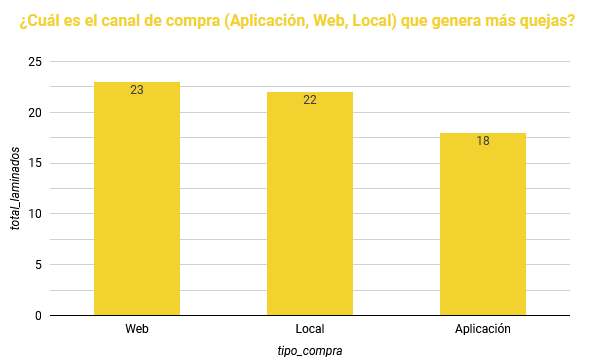 ¿Cuál es el canal de compra (Aplicación, Web, Local) que genera más quejas?
25
20
15
10
5
0
total_laminados
23
22
18
Web
Local
Aplicación
tipo_compra